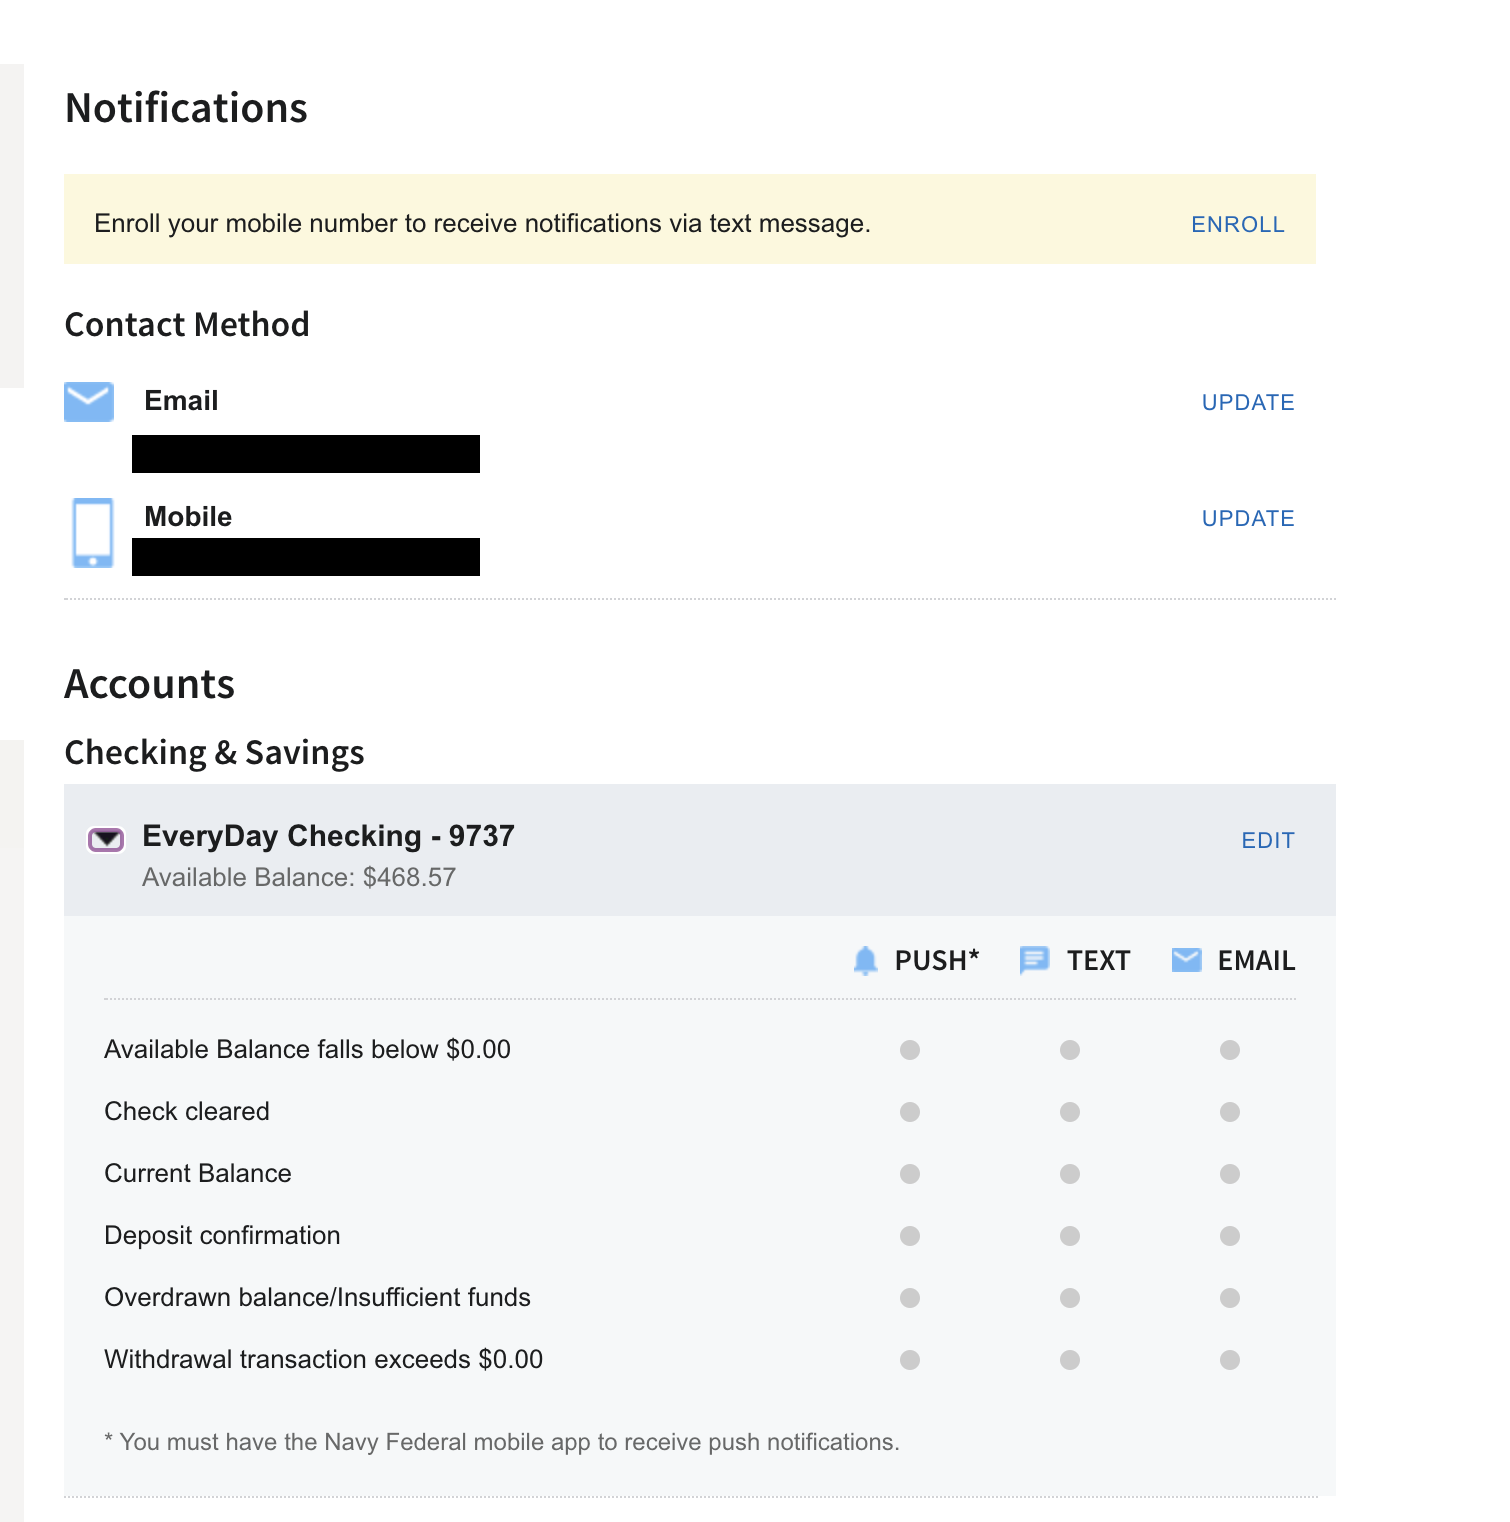 Notifications
Enroll your mobile number to receive notifications via text message. ENROLL
Contact Method
Email UPDATE
Mobile UPDATE
Accounts
Checking & Savings
EveryDay Checking - 9737 EDIT
Available Balance: $468.57
PUSH* TEXT EMAIL
Available Balance falls below $0.00
Check cleared
Current Balance
Deposit confirmation
Overdrawn balance/Insufficient funds
Withdrawal transaction exceeds $0.00
* You must have the Navy Federal mobile app to receive push notifications.